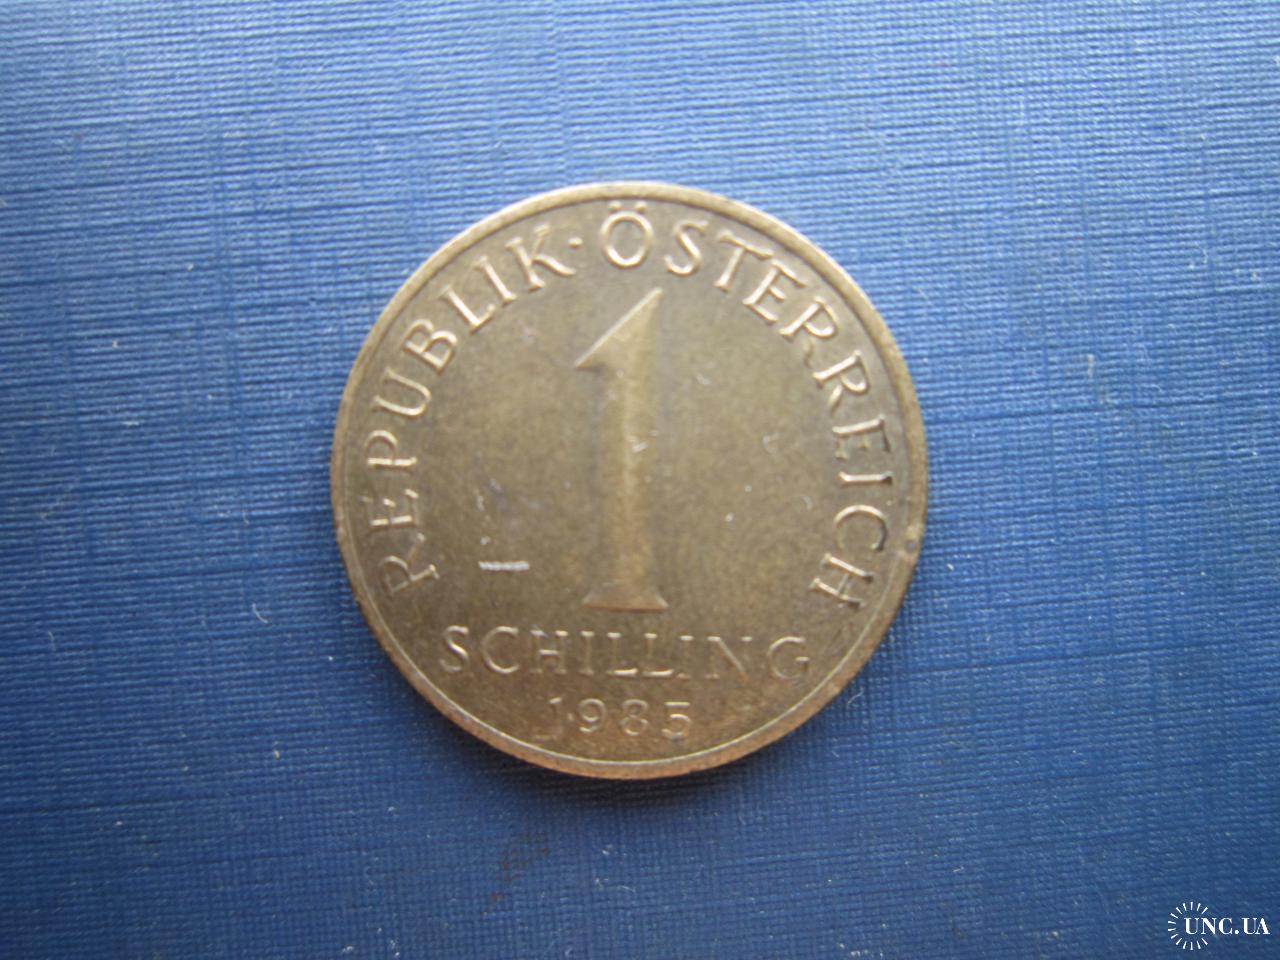 REPUBLIK · ÖSTERREICH
1
SCHILLING
1985
UNC.UA